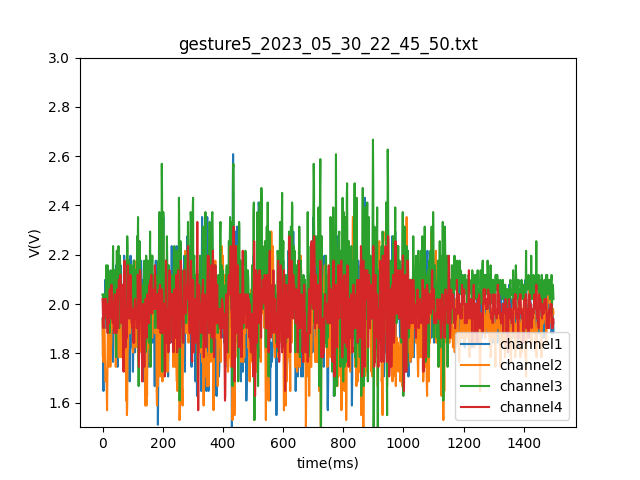 gesture5_2023_05_30_22_45_50.txt
3.0
2.8
2.6
2.4
2.2
2.0
1.8
1.6
V(V)
channel1
channel2
channel3
channel4
0 200 400 600 800 1000 1200 1400
time(ms)